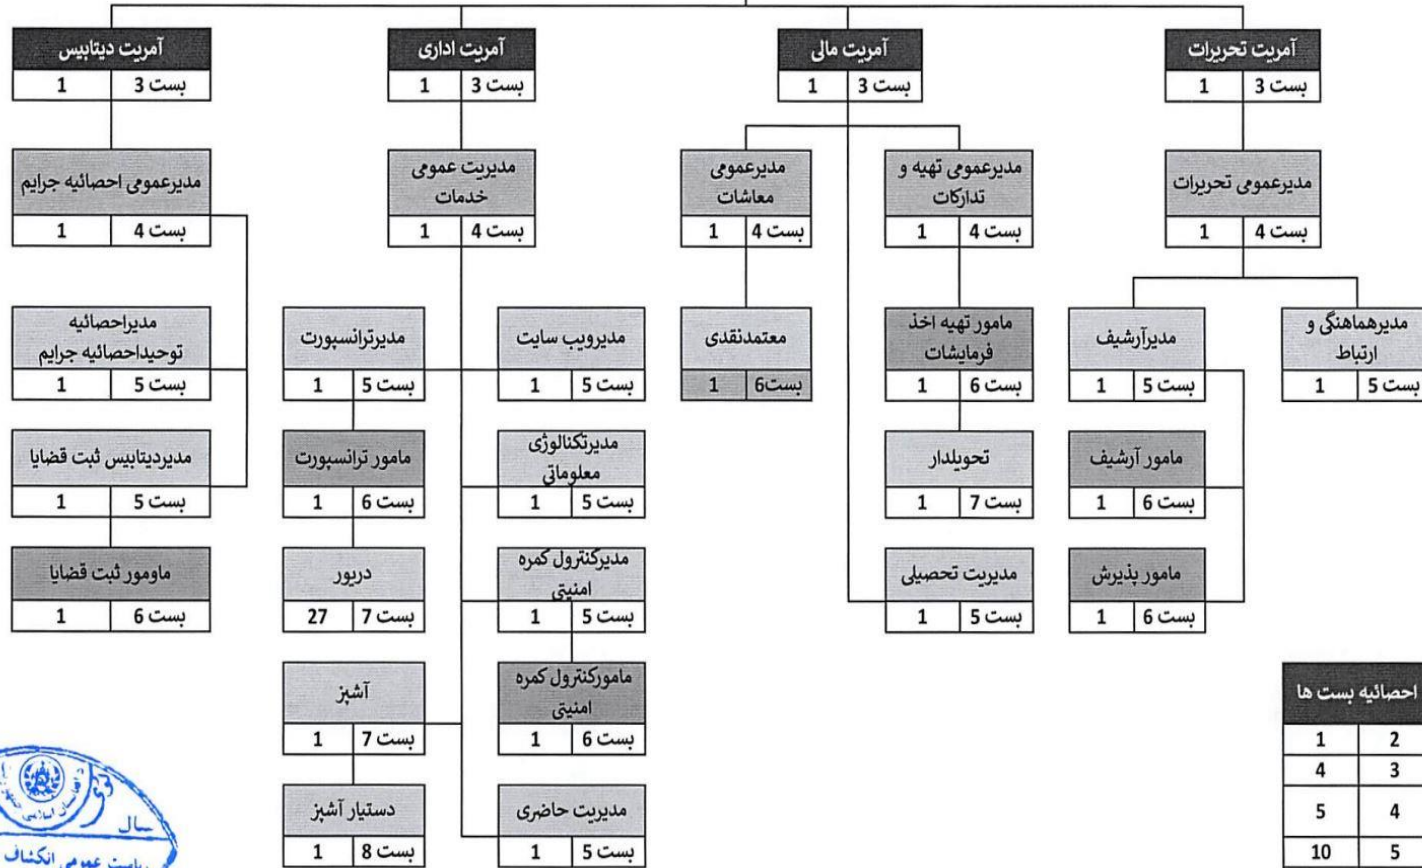 آمریت تحریرات
بست 3 1
آمریت مالی
بست 3 1
آمریت اداری
بست 3 1
آمریت دیتابیس
بست 3 1
مدیرعمومی تحریرات
بست 4 1
مدیرعمومی تهیه و
تدارکات
بست 4 1
مدیرعمومی
معاشات
بست 4 1
مدیریت عمومی
خدمات
بست 4 1
مدیرعمومی احصائیه جرایم
بست 4 1
مدیرهماهنگی و
ارتباط
بست 5 1
مدیرآرشیف
بست 5 1
مامور تهیه اخذ
فرمایشات
بست 6 1
معتمدنقدی
بست6 1
مدیرویب سایت
بست 5 1
مدیرترانسپورت
بست 5 1
مدیراحصائیه
توحیداحصائیه جرایم
بست 5 1
مامور آرشیف
بست 6 1
تحویلدار
بست 7 1
مدیرتکنالوژی
معلوماتی
بست 5 1
مامور ترانسپورت
بست 6 1
مدیردیتابیس ثبت قضایا
بست 5 1
مامور پذیرش
بست 6 1
مدیریت تحصیلی
بست 5 1
مدیرکنترول کمره
امنیتی
بست 5 1
دریور
بست 7 27
ماومور ثبت قضایا
بست 6 1
مامورکنترول کمره
امنیتی
بست 6 1
آشپز
بست 7 1
مدیریت حاضری
بست 5 1
دستیار آشپز
بست 8 1
احصائیه بست ها
2 1
3 4
4 5
5 10
سال
ریاست عمومی انکشاف